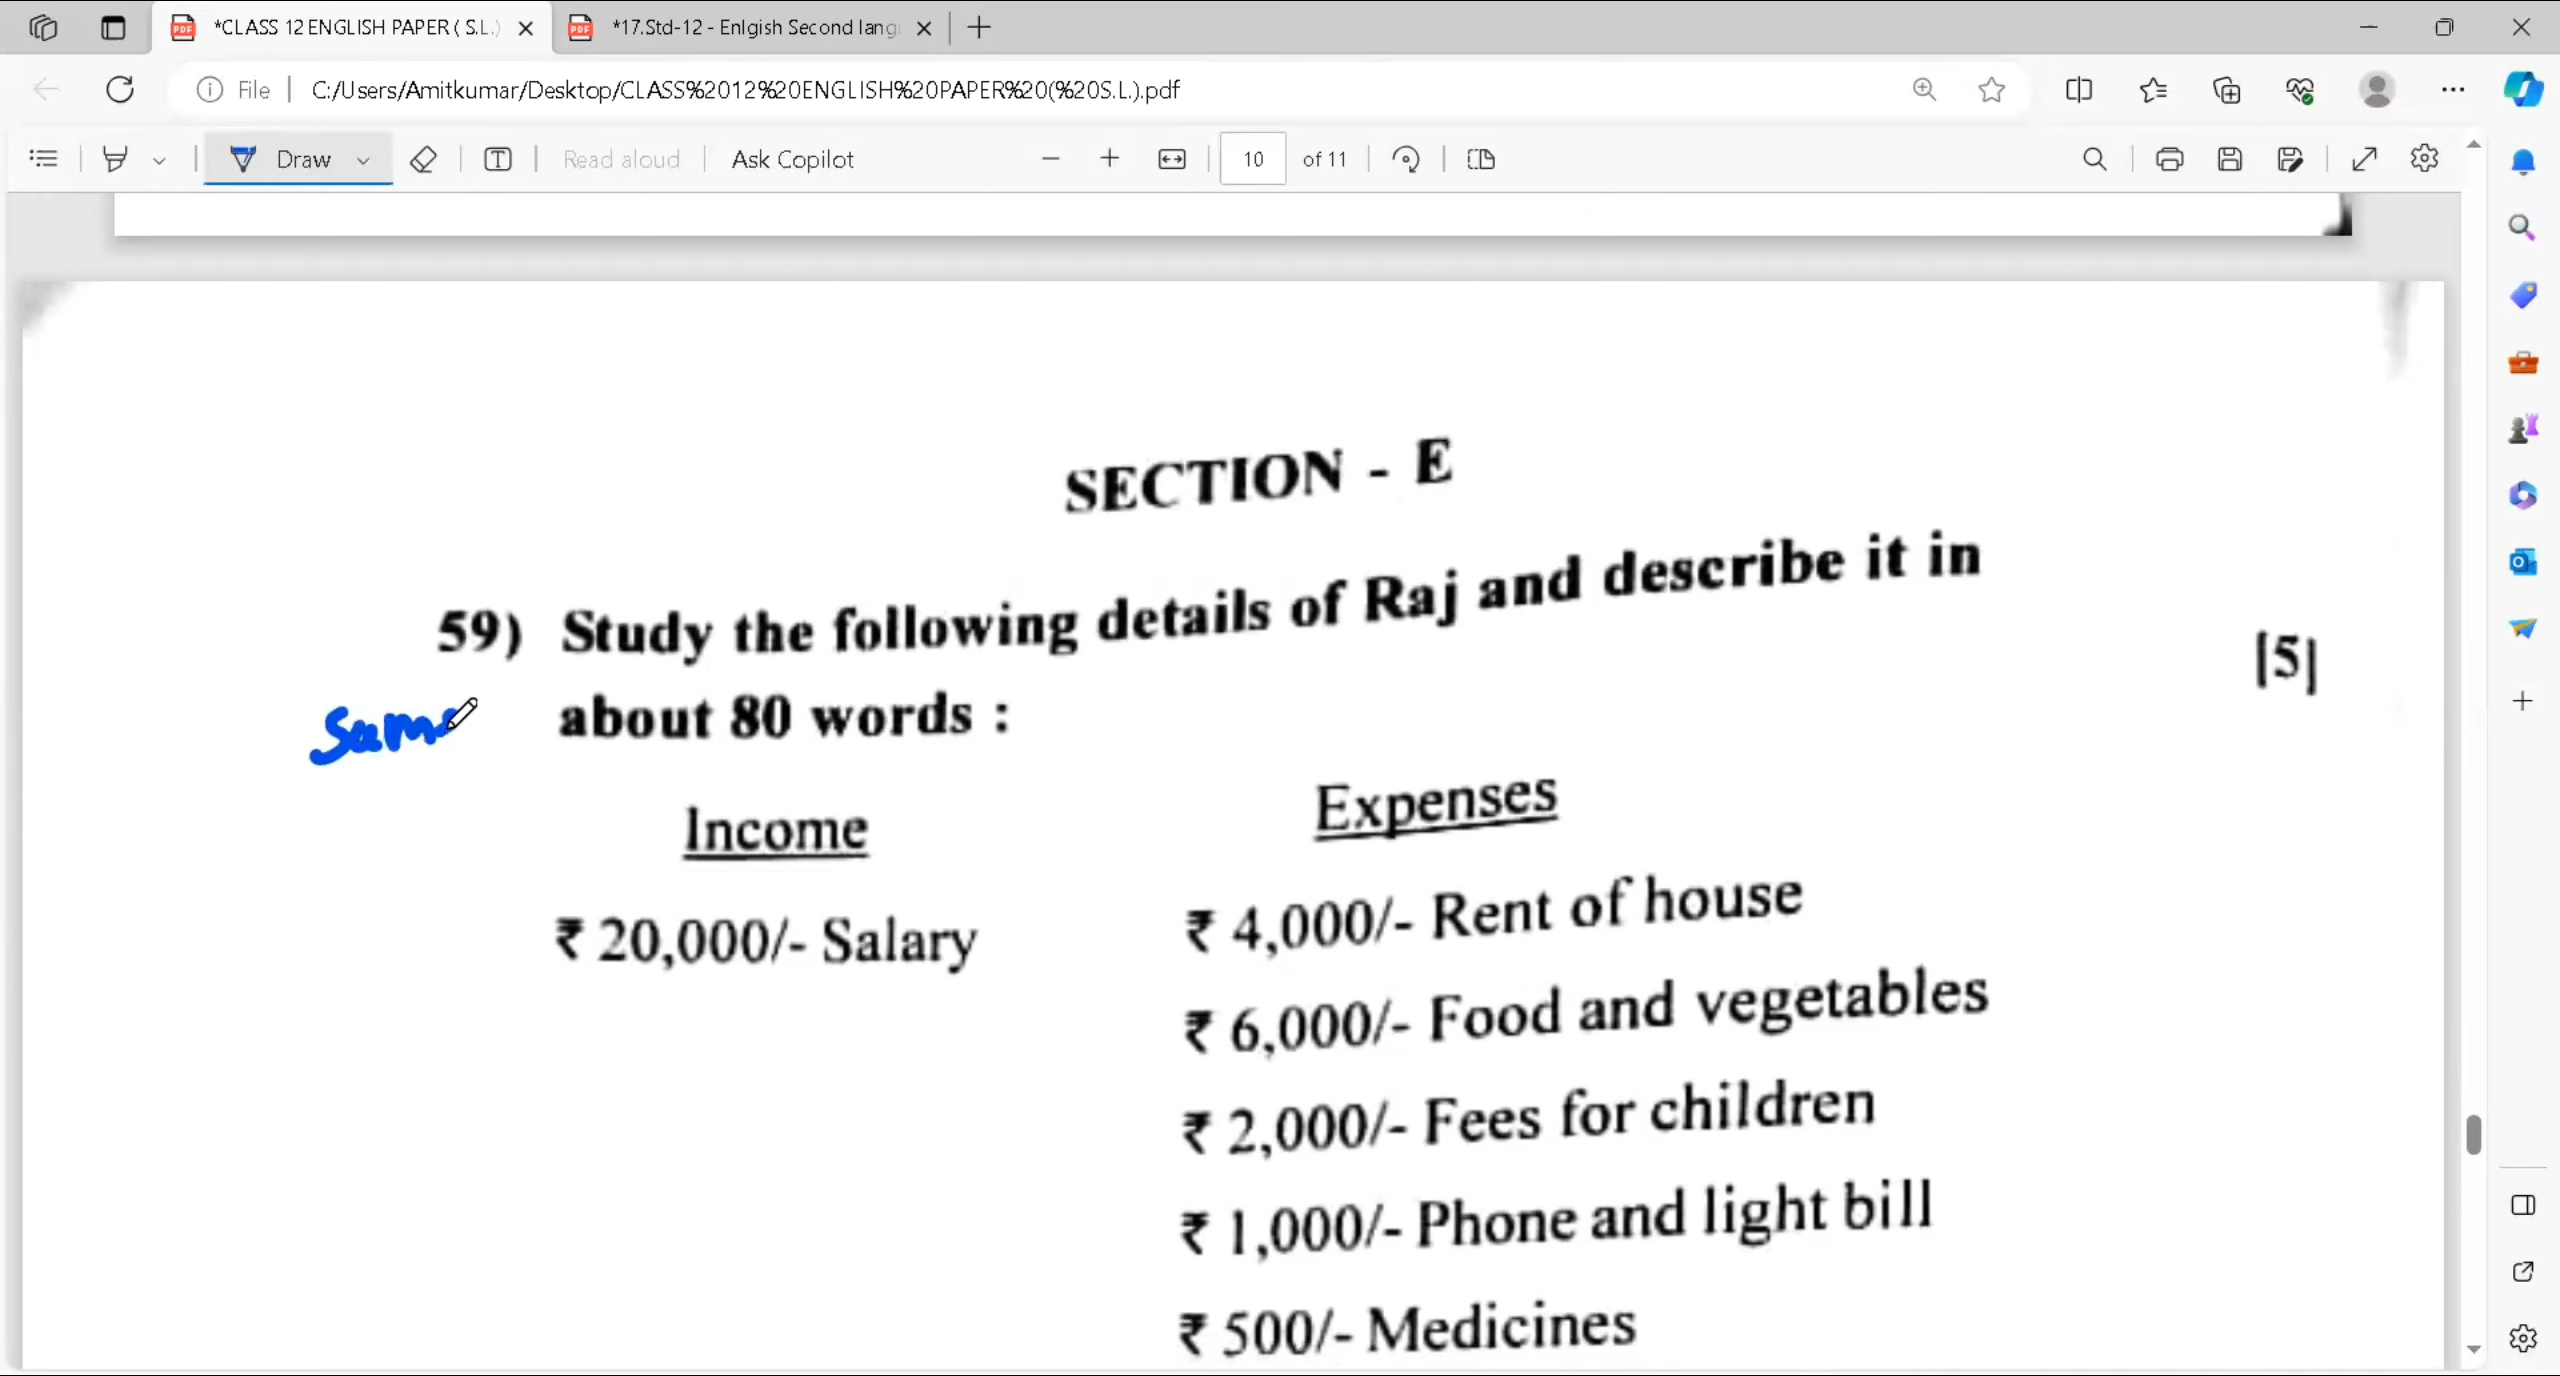 *CLASS 12 ENGLISH PAPER ( S.L.)
*17.Std-12 - Enlgish Second lang
File
C:/Users/Amitkumar/Desktop/CLASS%2012%20ENGLISH%20PAPER%20(%20S.L.).pdf
Draw
Read aloud
Ask Copilot
10 of 11
SECTION - E
59) Study the following details of Raj and describe it in
[5]
about 80 words :
Same
Income
Expenses
₹ 20,000/- Salary
₹ 4,000/- Rent of house
₹ 6,000/- Food and vegetables
₹ 2,000/- Fees for children
₹ 1,000/- Phone and light bill
₹ 500/- Medicines